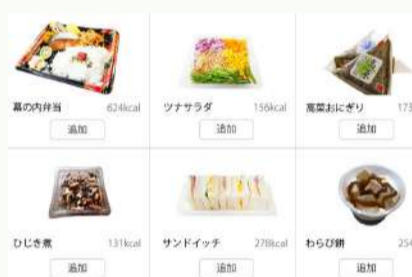 幕の内弁当 624kcal ツナサラダ 156kcal 高菜おにぎり 173
追加 追加 追加
ひじき煮 131kcal サンドイッチ 278kcal わらび餅 254
追加 追加 追加